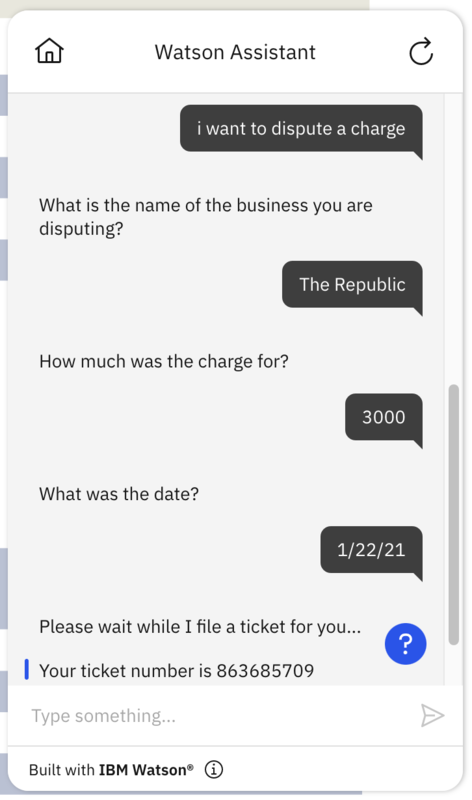 Watson Assistant
i want to dispute a charge
What is the name of the business you are
disputing?
The Republic
How much was the charge for?
3000
What was the date?
1/22/21
Please wait while I file a ticket for you...
?
Your ticket number is 863685709
Type something...
Built with IBM Watson®